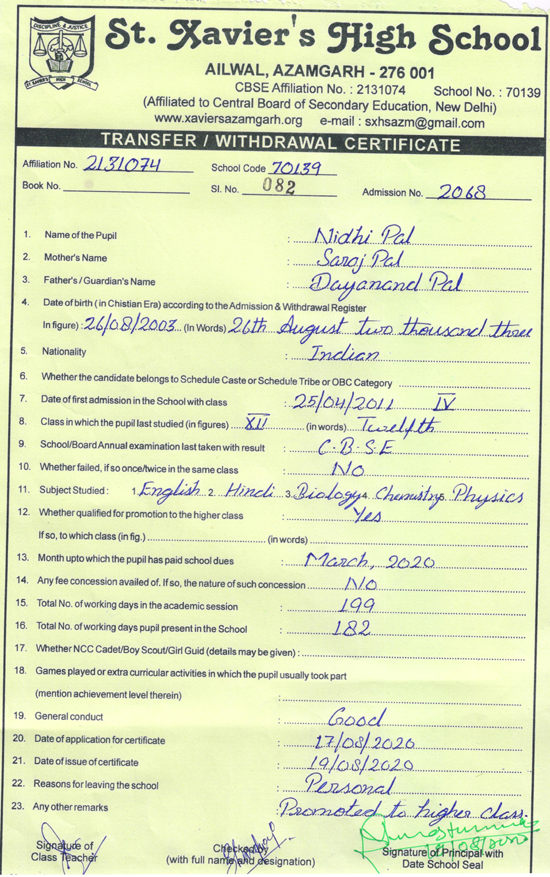 DISCIPLINE & JUSTICE
ST. XAVIER'S HIGH SCHOOL
St. Xavier's High School
AILWAL, AZAMGARH - 276 001
CBSE Affiliation No. : 2131074 School No. : 70139
(Affiliated to Central Board of Secondary Education, New Delhi)
www.xaviersazamgarh.org e-mail : sxhsazm@gmail.com
TRANSFER / WITHDRAWAL CERTIFICATE
Affiliation No. 2131074 School Code 70139
Book No. Sl. No. 082 Admission No. 2068
1. Name of the Pupil : Nidhi Pal
2. Mother's Name : Saroj Pal
3. Father's / Guardian's Name : Dayanand Pal
4. Date of birth ( in Chistian Era) according to the Admission & Withdrawal Register
In figure) : 26/08/2003 (In Words) 26th August two thousand three
5. Nationality : Indian
6. Whether the candidate belongs to Schedule Caste or Schedule Tribe or OBC Category
7. Date of first admission in the School with class : 25/04/2011 IV
8. Class in which the pupil last studied (in figures) XII (in words) Twelfth
9. School/Board Annual examination last taken with result : C.B.S.E
10. Whether failed, if so once/twice in the same class : NO
11. Subject Studied : 1. English 2. Hindi 3. Biology 4. Chemistry 5. Physics
12. Whether qualified for promotion to the higher class : Yes
If so, to which class (in fig.) (in words)
13. Month upto which the pupil has paid school dues : March, 2020
14. Any fee concession availed of. If so, the nature of such concession : NO
15. Total No. of working days in the academic session : 199
16. Total No. of working days pupil present in the School : 182
17. Whether NCC Cadet/Boy Scout/Girl Guid (details may be given) :
18. Games played or extra curricular activities in which the pupil usually took part
(mention achievement level therein) :
19. General conduct : Good
20. Date of application for certificate : 17/08/2020
21. Date of issue of certificate : 19/08/2020
22. Reasons for leaving the school : Personal
23. Any other remarks : Promoted to higher class.
Signature of Class Teacher
Checked by
(with full name and designation)
Signature of Principal with
Date School Seal